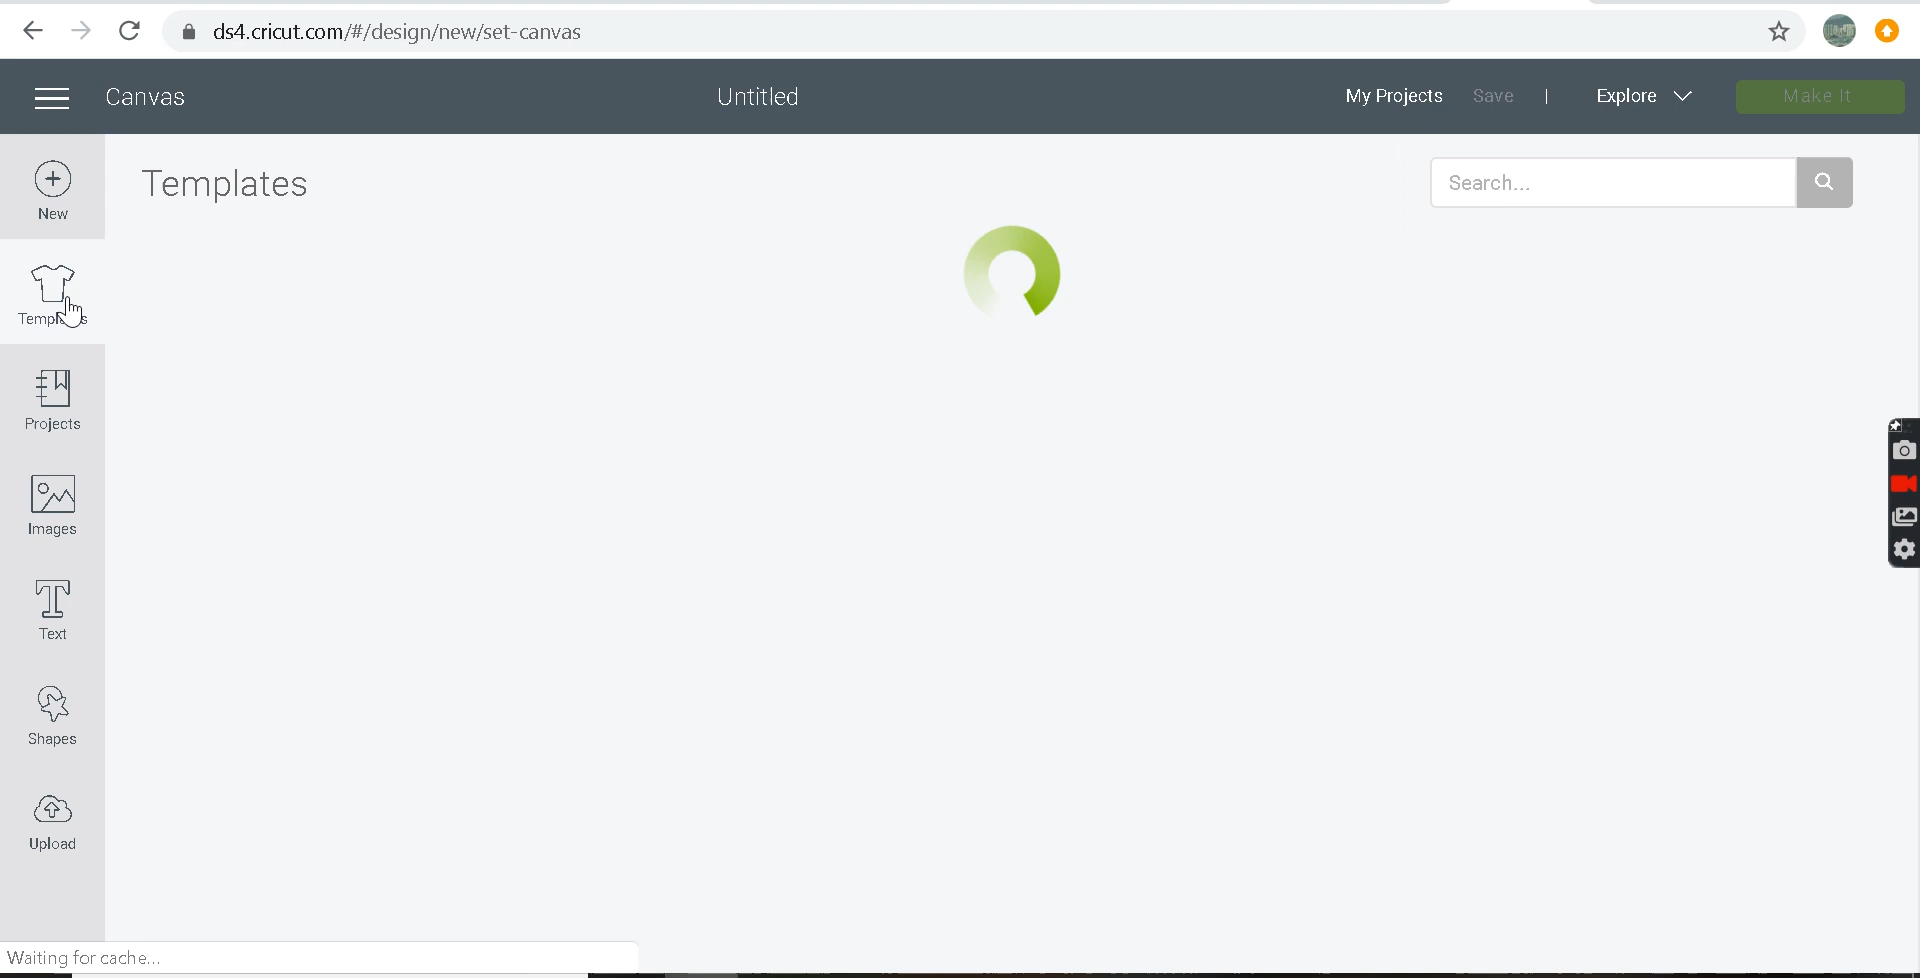 ds4.cricut.com/#/design/new/set-canvas
Canvas
Untitled
My Projects
Save
|
Explore
Make It
New
Templates
Search...
Templates
Projects
Images
Text
Shapes
Upload
Waiting for cache...